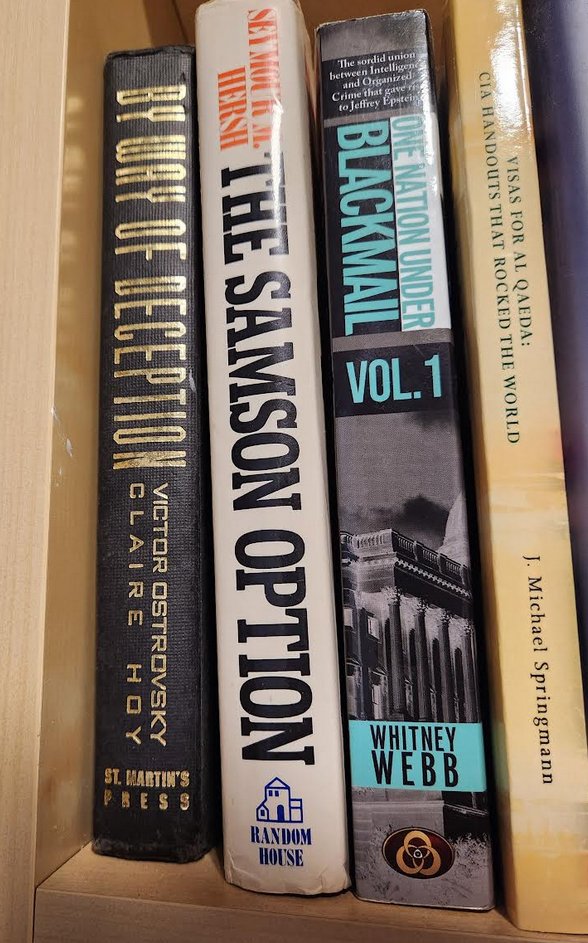 BY WAY OF DECEPTION
VICTOR OSTROVSKY
CLAIRE HOY
ST. MARTIN'S
PRESS
SEYMOUR M.
HERSH
THE SAMSON OPTION
RANDOM
HOUSE
The sordid union
between Intelligen
and Organized
Crime that gave ri
to Jeffrey Epstein
ONE NATION UNDER
BLACKMAIL
VOL.1
WHITNEY
WEBB
VISAS FOR AL QAEDA:
CIA HANDOUTS THAT ROCKED THE WORLD
J. Michael Springmann